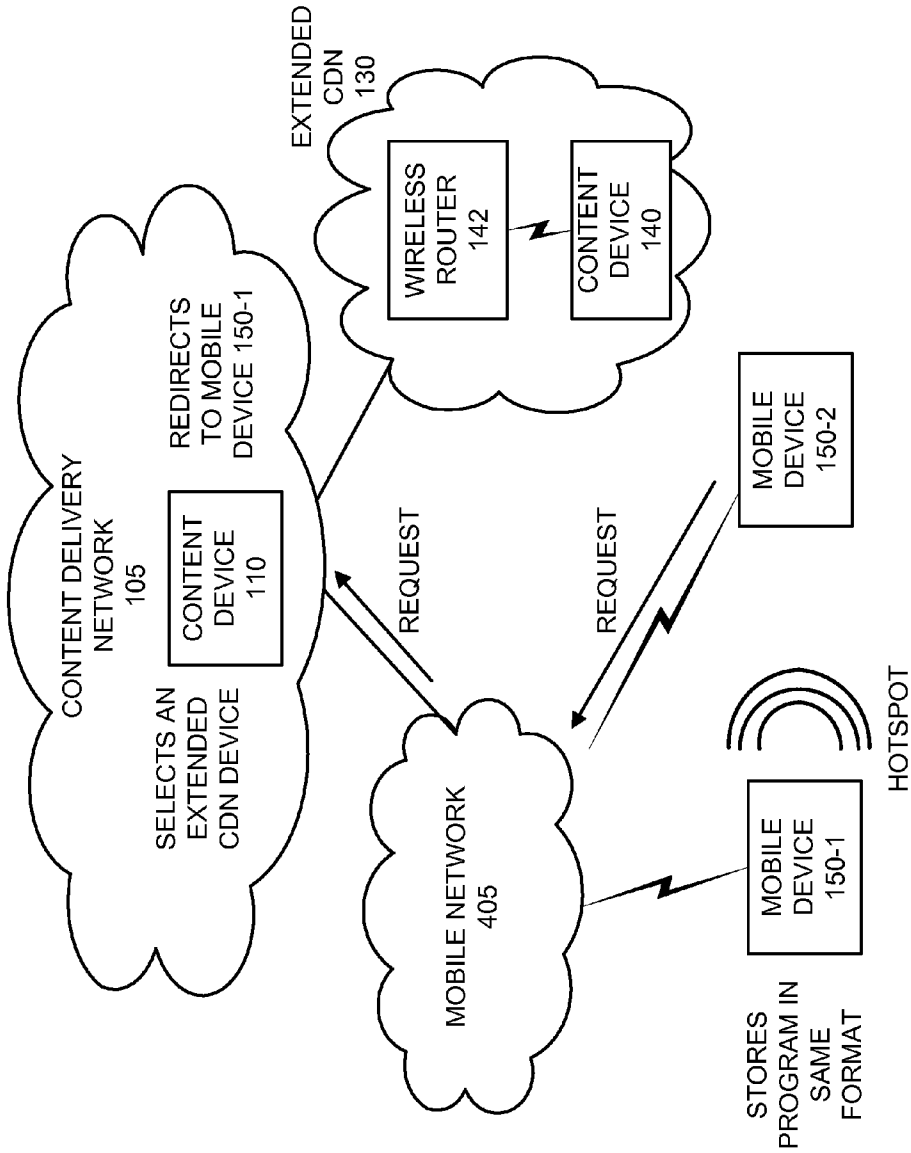 CONTENT DELIVERY
NETWORK
105
SELECTS AN
EXTENDED
CDN DEVICE
CONTENT
DEVICE
110
REDIRECTS
TO MOBILE
DEVICE 150-1
EXTENDED
CDN
130
WIRELESS
ROUTER
142
CONTENT
DEVICE
140
REQUEST
MOBILE NETWORK
405
REQUEST
STORES
PROGRAM IN
SAME
FORMAT
MOBILE
DEVICE
150-1
HOTSPOT
MOBILE
DEVICE
150-2